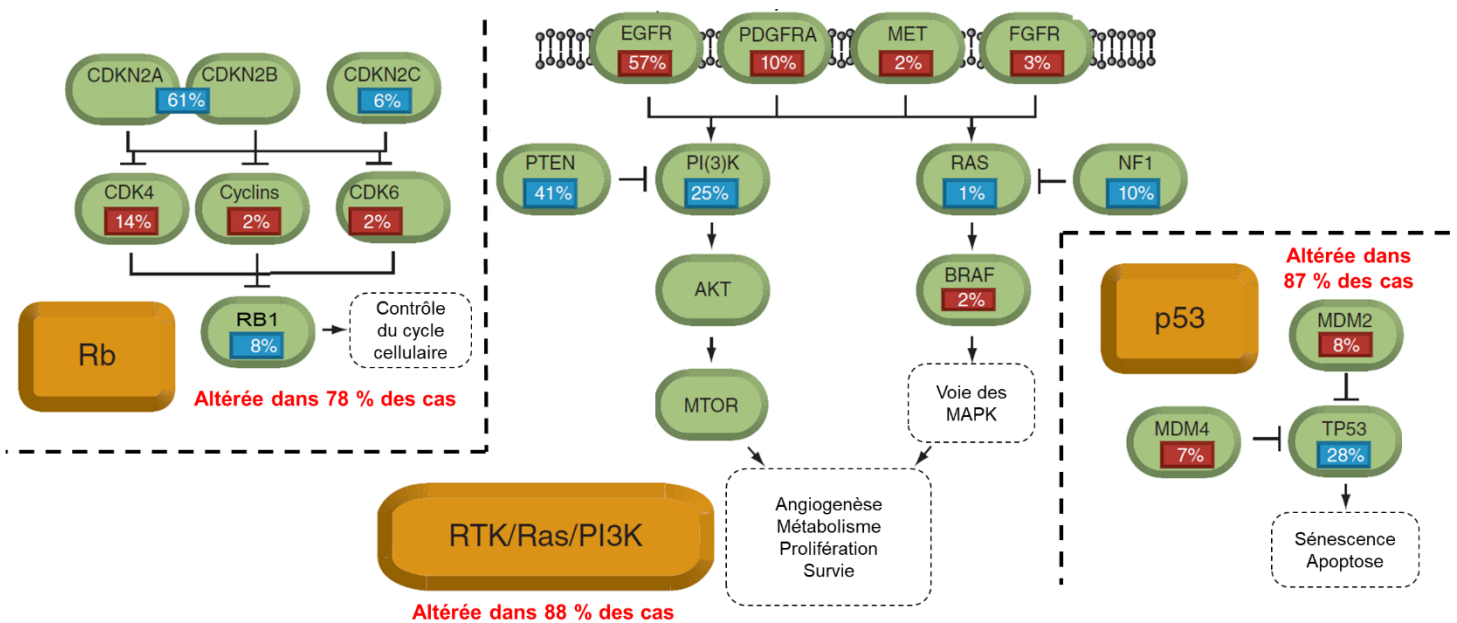 CDKN2A
CDKN2B
61%
CDKN2C
6%
CDK4
14%
Cyclins
2%
CDK6
2%
RB1
8%
Contrôle
du cycle
cellulaire
Rb
Altérée dans 78 % des cas
EGFR
57%
PDGFRA
10%
MET
2%
FGFR
3%
PTEN
41%
PI(3)K
25%
RAS
1%
NF1
10%
AKT
BRAF
2%
MTOR
Voie des
MAPK
Angiogenèse
Métabolisme
Prolifération
Survie
RTK/Ras/PI3K
Altérée dans 88 % des cas
p53
Altérée dans
87 % des cas
MDM2
8%
MDM4
7%
TP53
28%
Sénescence
Apoptose